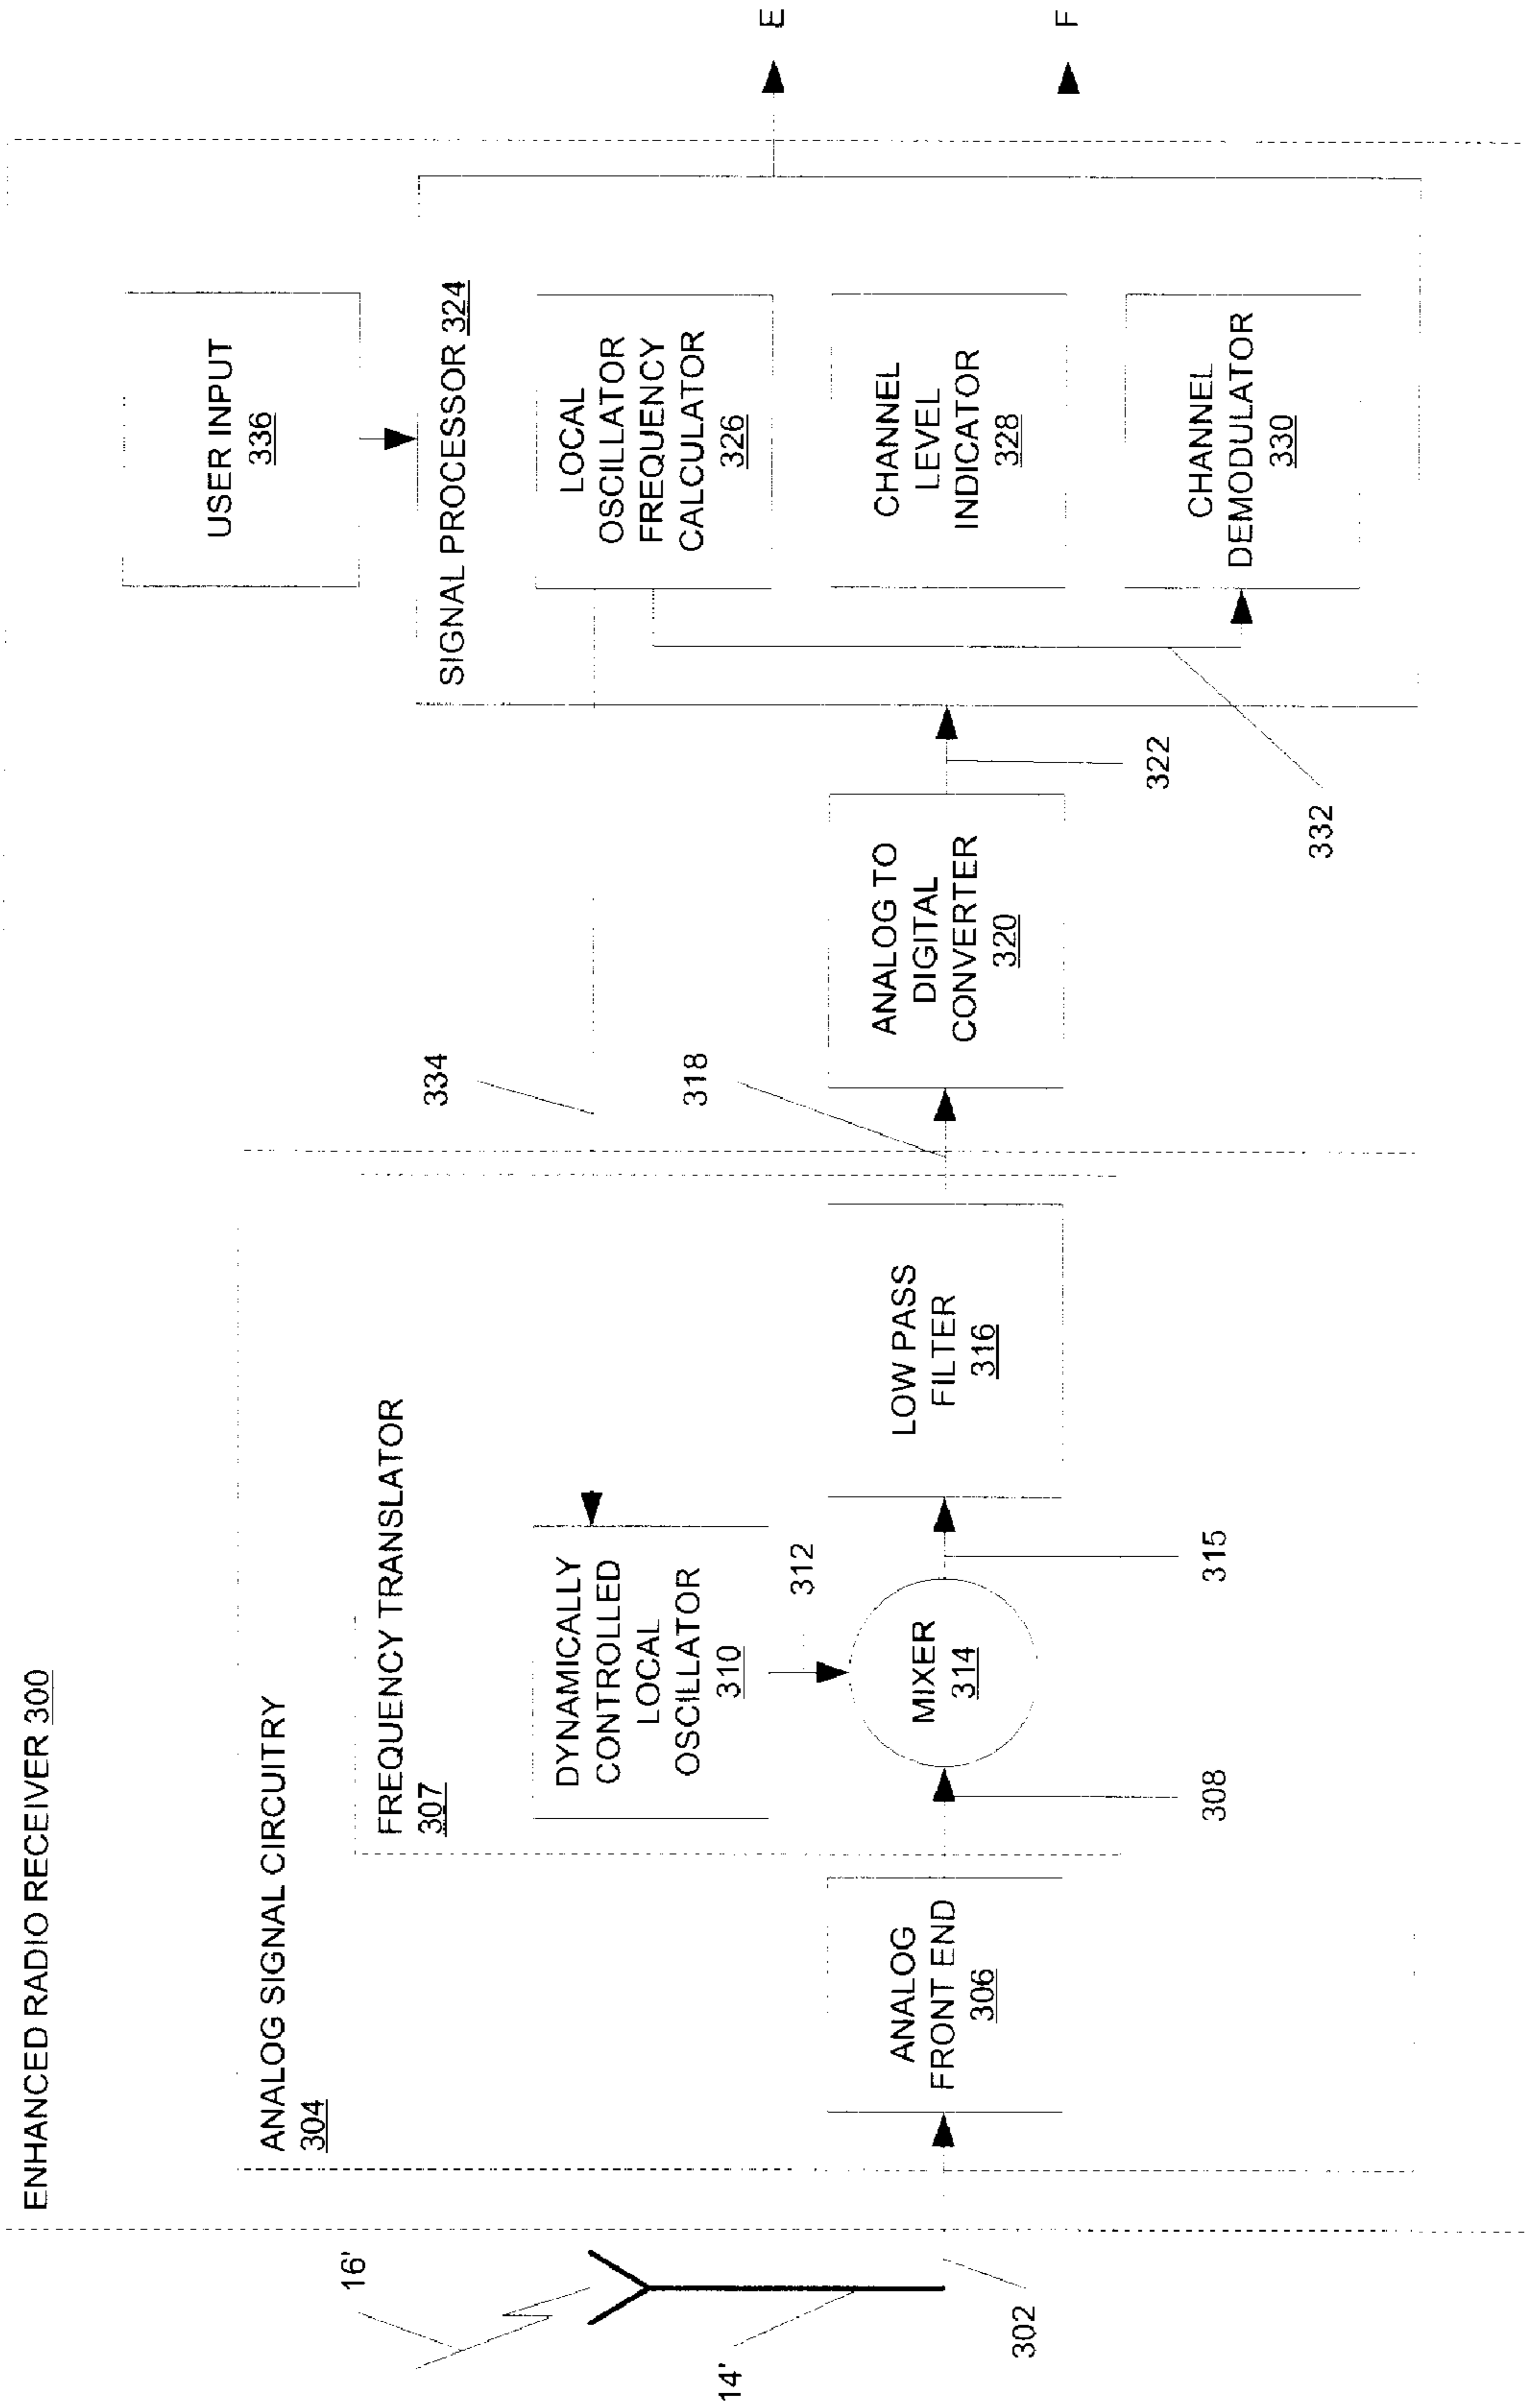 ENHANCED RADIO RECEIVER 300
ANALOG SIGNAL CIRCUITRY
304
FREQUENCY TRANSLATOR
307
DYNAMICALLY
CONTROLLED
LOCAL
OSCILLATOR
310
312
MIXER
314
315
308
ANALOG
FRONT END
306
LOW PASS
FILTER
316
16'
14'
302
334
318
ANALOG TO
DIGITAL
CONVERTER
320
322
332
USER INPUT
336
SIGNAL PROCESSOR 324
LOCAL
OSCILLATOR
FREQUENCY
CALCULATOR
326
CHANNEL
LEVEL
INDICATOR
328
CHANNEL
DEMODULATOR
330
E
F